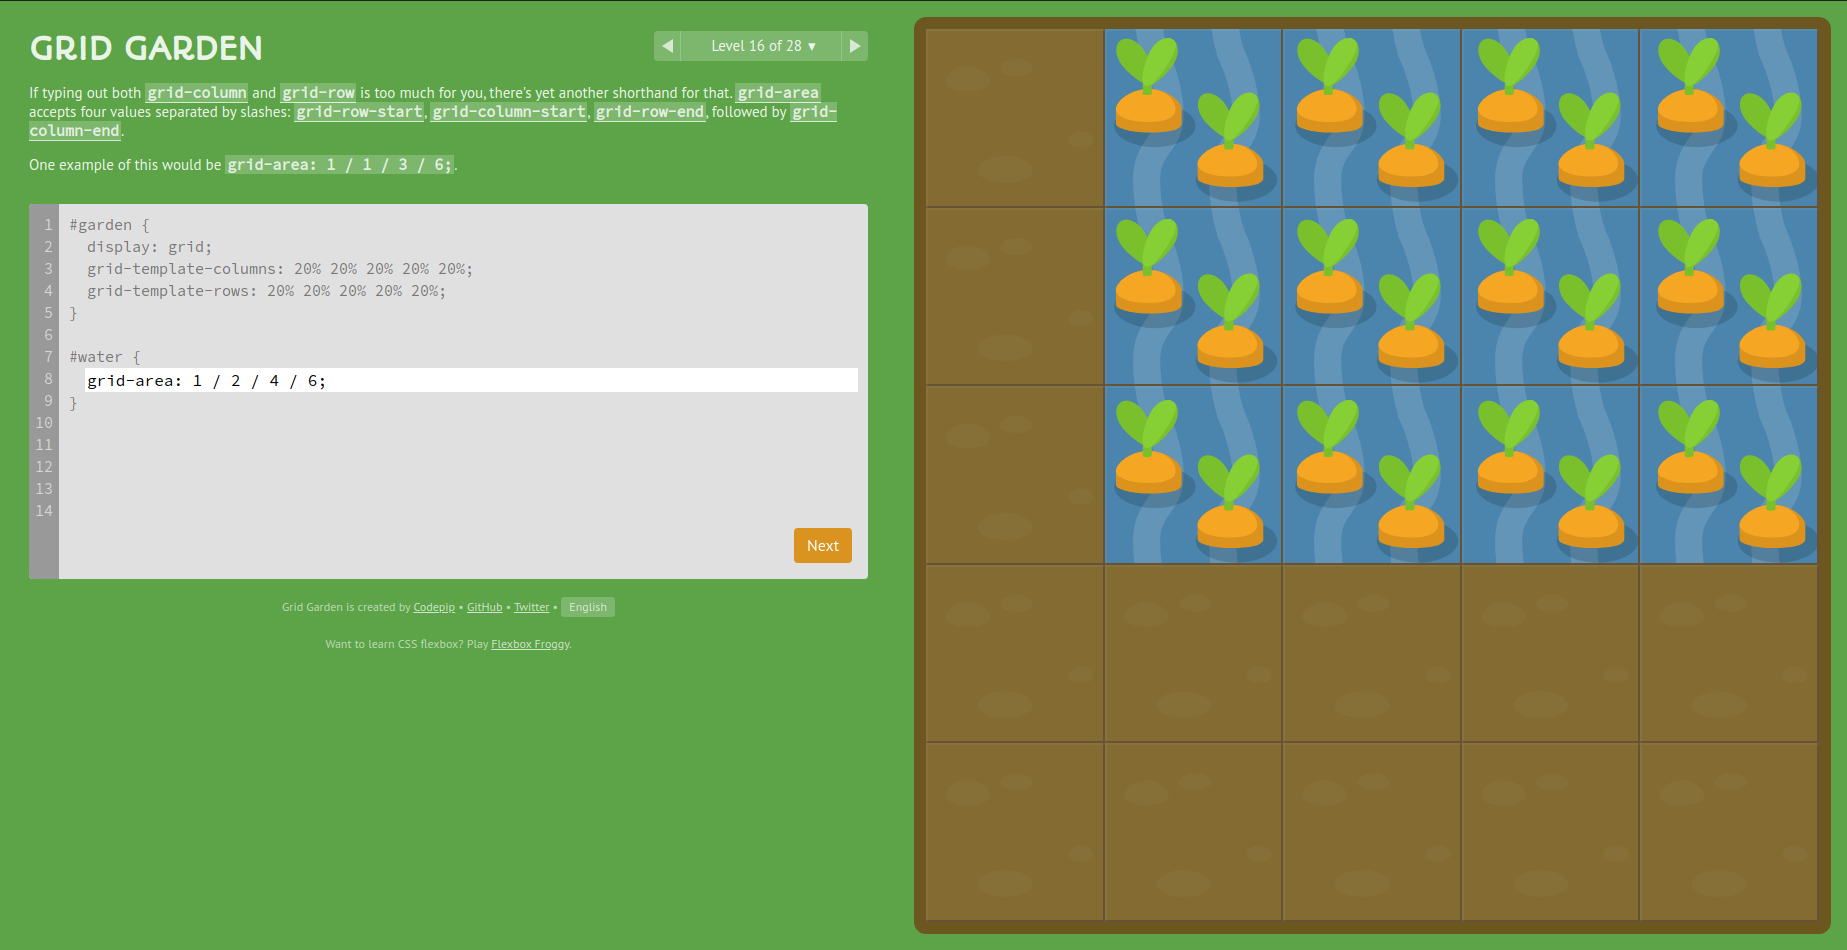 GRID GARDEN
◀ Level 16 of 28 ▾ ▶
If typing out both grid-column and grid-row is too much for you, there's yet another shorthand for that. grid-area
accepts four values separated by slashes: grid-row-start, grid-column-start, grid-row-end, followed by grid-
column-end.
One example of this would be grid-area: 1 / 1 / 3 / 6;.
1 #garden {
2   display: grid;
3   grid-template-columns: 20% 20% 20% 20% 20%;
4   grid-template-rows: 20% 20% 20% 20% 20%;
5 }
6
7 #water {
8   grid-area: 1 / 2 / 4 / 6;
9 }
10
11
12
13
14
Next
Grid Garden is created by Codepip • GitHub • Twitter • English
Want to learn CSS flexbox? Play Flexbox Froggy.